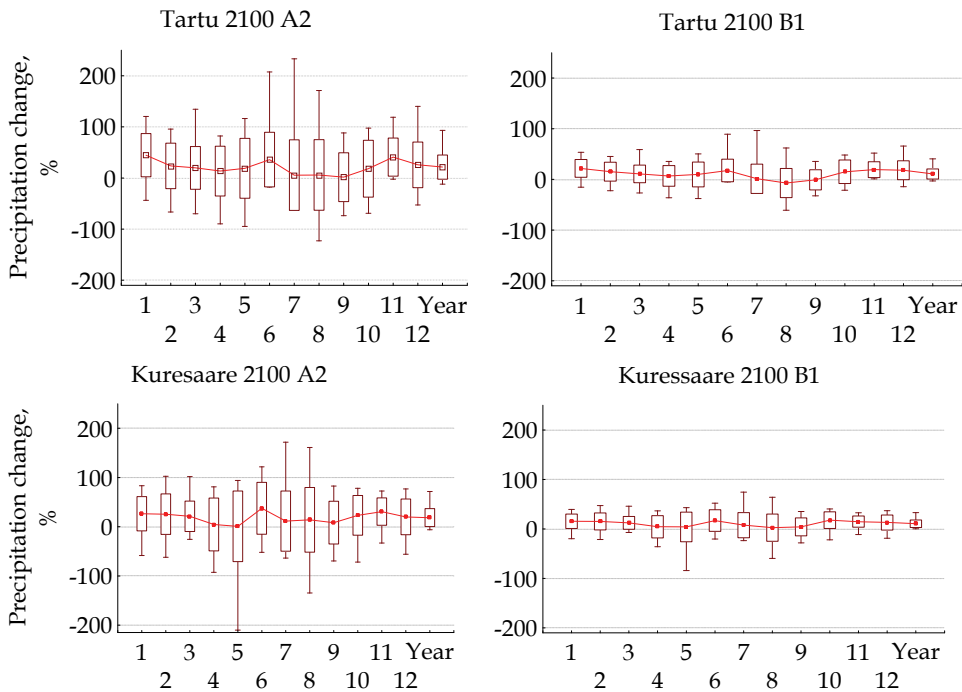 Tartu 2100 A2
Precipitation change,
%
200
100
0
-100
-200
1 3 5 7 9 11 Year
2 4 6 8 10 12
Tartu 2100 B1
200
100
0
-100
-200
1 3 5 7 9 11 Year
2 4 6 8 10 12
Kuresaare 2100 A2
Precipitation change,
%
200
100
0
-100
-200
1 3 5 7 9 11 Year
2 4 6 8 10 12
Kuressaare 2100 B1
200
100
0
-100
-200
1 3 5 7 9 11 Year
2 4 6 8 10 12